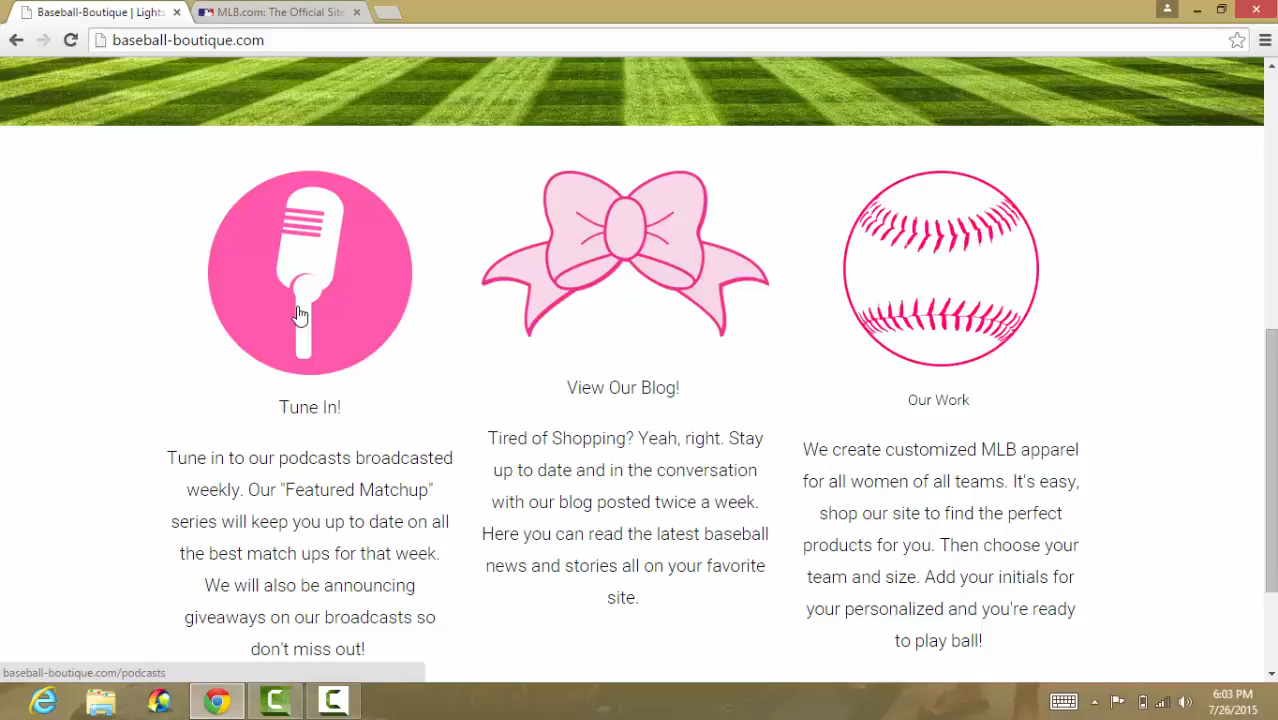 Baseball-Boutique | Lights
MLB.com: The Official Site
baseball-boutique.com
Tune In!
Tune in to our podcasts broadcasted
weekly. Our "Featured Matchup"
series will keep you up to date on all
the best match ups for that week.
We will also be announcing
giveaways on our broadcasts so
don't miss out!
View Our Blog!
Tired of Shopping? Yeah, right. Stay
up to date and in the conversation
with our blog posted twice a week.
Here you can read the latest baseball
news and stories all on your favorite
site.
Our Work
We create customized MLB apparel
for all women of all teams. It's easy,
shop our site to find the perfect
products for you. Then choose your
team and size. Add your initials for
your personalized and you're ready
to play ball!
baseball-boutique.com/podcasts
6:03 PM
7/26/2015